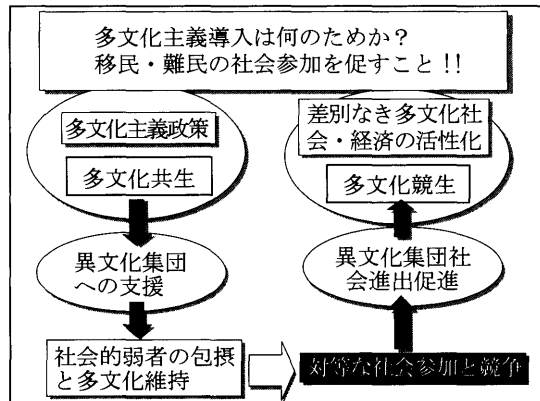 多文化主義導入は何のためか？
移民・難民の社会参加を促すこと!!
多文化主義政策
多文化共生
異文化集団
への支援
社会的弱者の包摂
と多文化維持
対等な社会参加と競争
異文化集団社
会進出促進
多文化競生
差別なき多文化社
会・経済の活性化